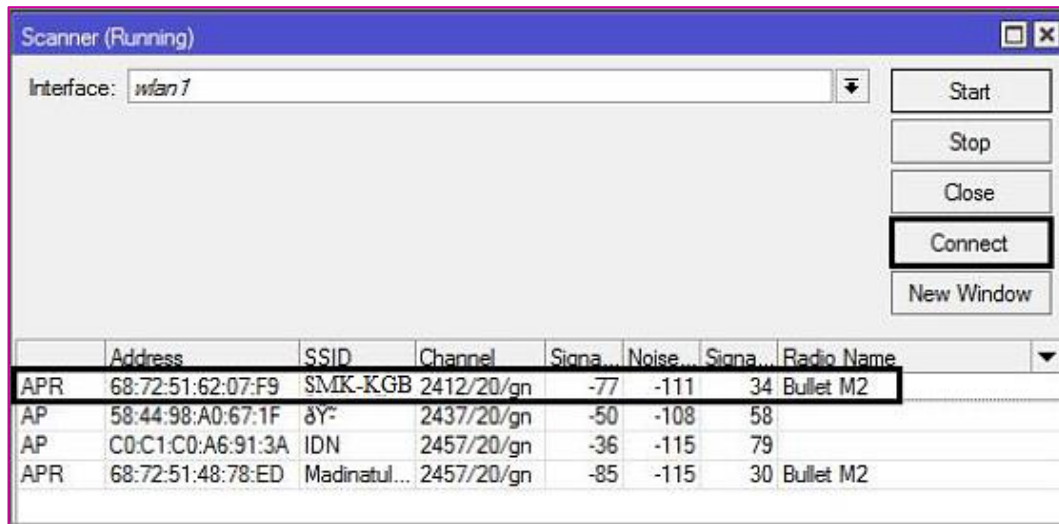 Scanner (Running)
Interface: wlan1
Start
Stop
Close
Connect
New Window
Address SSID Channel Signa... Noise... Signa... Radio Name
APR 68:72:51:62:07:F9 SMK-KGB 2412/20/gn -77 -111 34 Bullet M2
AP 58:44:98:A0:67:1F 2437/20/gn -50 -108 58
AP C0:C1:C0:A6:91:3A IDN 2457/20/gn -36 -115 79
APR 68:72:51:48:78:ED Madinatul... 2457/20/gn -85 -115 30 Bullet M2